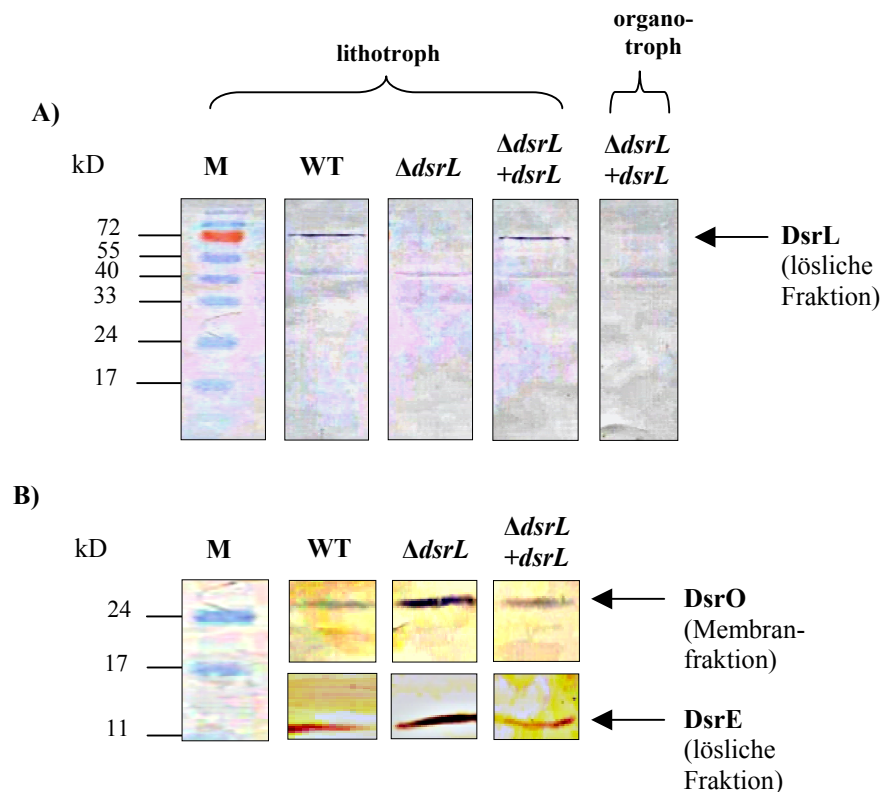 organo-
troph
lithotroph
A)
kD
M
WT
ΔdsrL
ΔdsrL
+dsrL
ΔdsrL
+dsrL
72
55
40
33
24
17
DsrL
(lösliche
Fraktion)
B)
kD
M
WT
ΔdsrL
ΔdsrL
+dsrL
24
17
11
DsrO
(Membran-
fraktion)
DsrE
(lösliche
Fraktion)